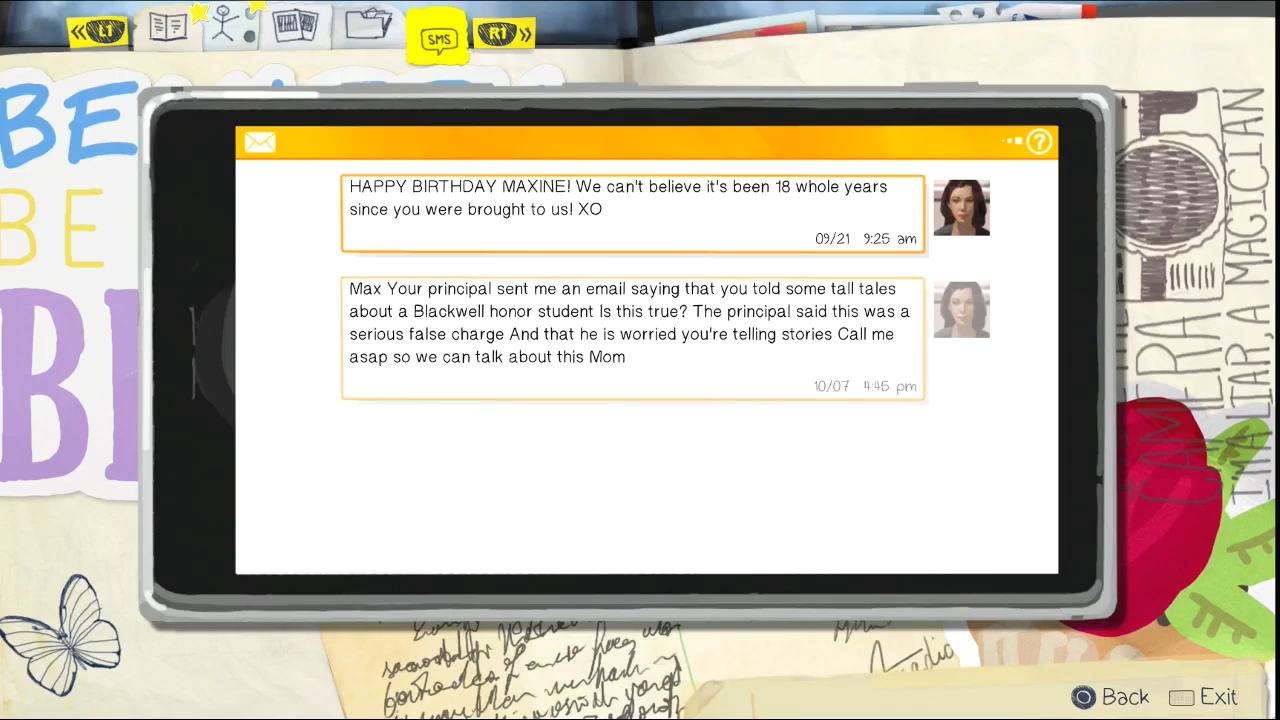 L1
SMS
R1
HAPPY BIRTHDAY MAXINE! We can't believe it's been 18 whole years
since you were brought to us! XO
09/21 9:25 am
Max Your principal sent me an email saying that you told some tall tales
about a Blackwell honor student Is this true? The principal said this was a
serious false charge And that he is worried you're telling stories Call me
asap so we can talk about this Mom
10/07 4:45 pm
?
BE
BE
CAMERA
MAGICIAN
Back
Exit